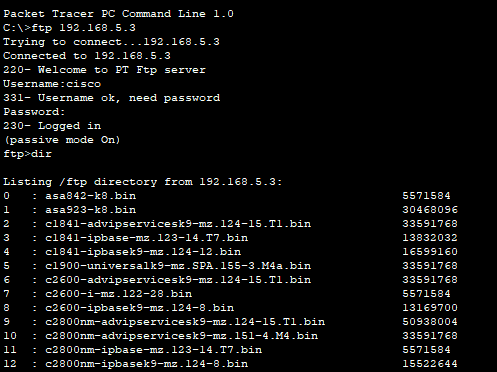 Packet Tracer PC Command Line 1.0
C:\>ftp 192.168.5.3
Trying to connect...192.168.5.3
Connected to 192.168.5.3
220- Welcome to PT Ftp server
Username:cisco
331- Username ok, need password
Password:
230- Logged in
(passive mode On)
ftp>dir
Listing /ftp directory from 192.168.5.3:
0 : asa842-k8.bin 5571584
1 : asa923-k8.bin 30468096
2 : c1841-advipservicesk9-mz.124-15.T1.bin 33591768
3 : c1841-ipbase-mz.123-14.T7.bin 13832032
4 : c1841-ipbasek9-mz.124-12.bin 16599160
5 : c1900-universalk9-mz.SPA.155-3.M4a.bin 33591768
6 : c2600-advipservicesk9-mz.124-15.T1.bin 33591768
7 : c2600-i-mz.122-28.bin 5571584
8 : c2600-ipbasek9-mz.124-8.bin 13169700
9 : c2800nm-advipservicesk9-mz.124-15.T1.bin 50938004
10 : c2800nm-advipservicesk9-mz.151-4.M4.bin 33591768
11 : c2800nm-ipbase-mz.123-14.T7.bin 5571584
12 : c2800nm-ipbasek9-mz.124-8.bin 15522644